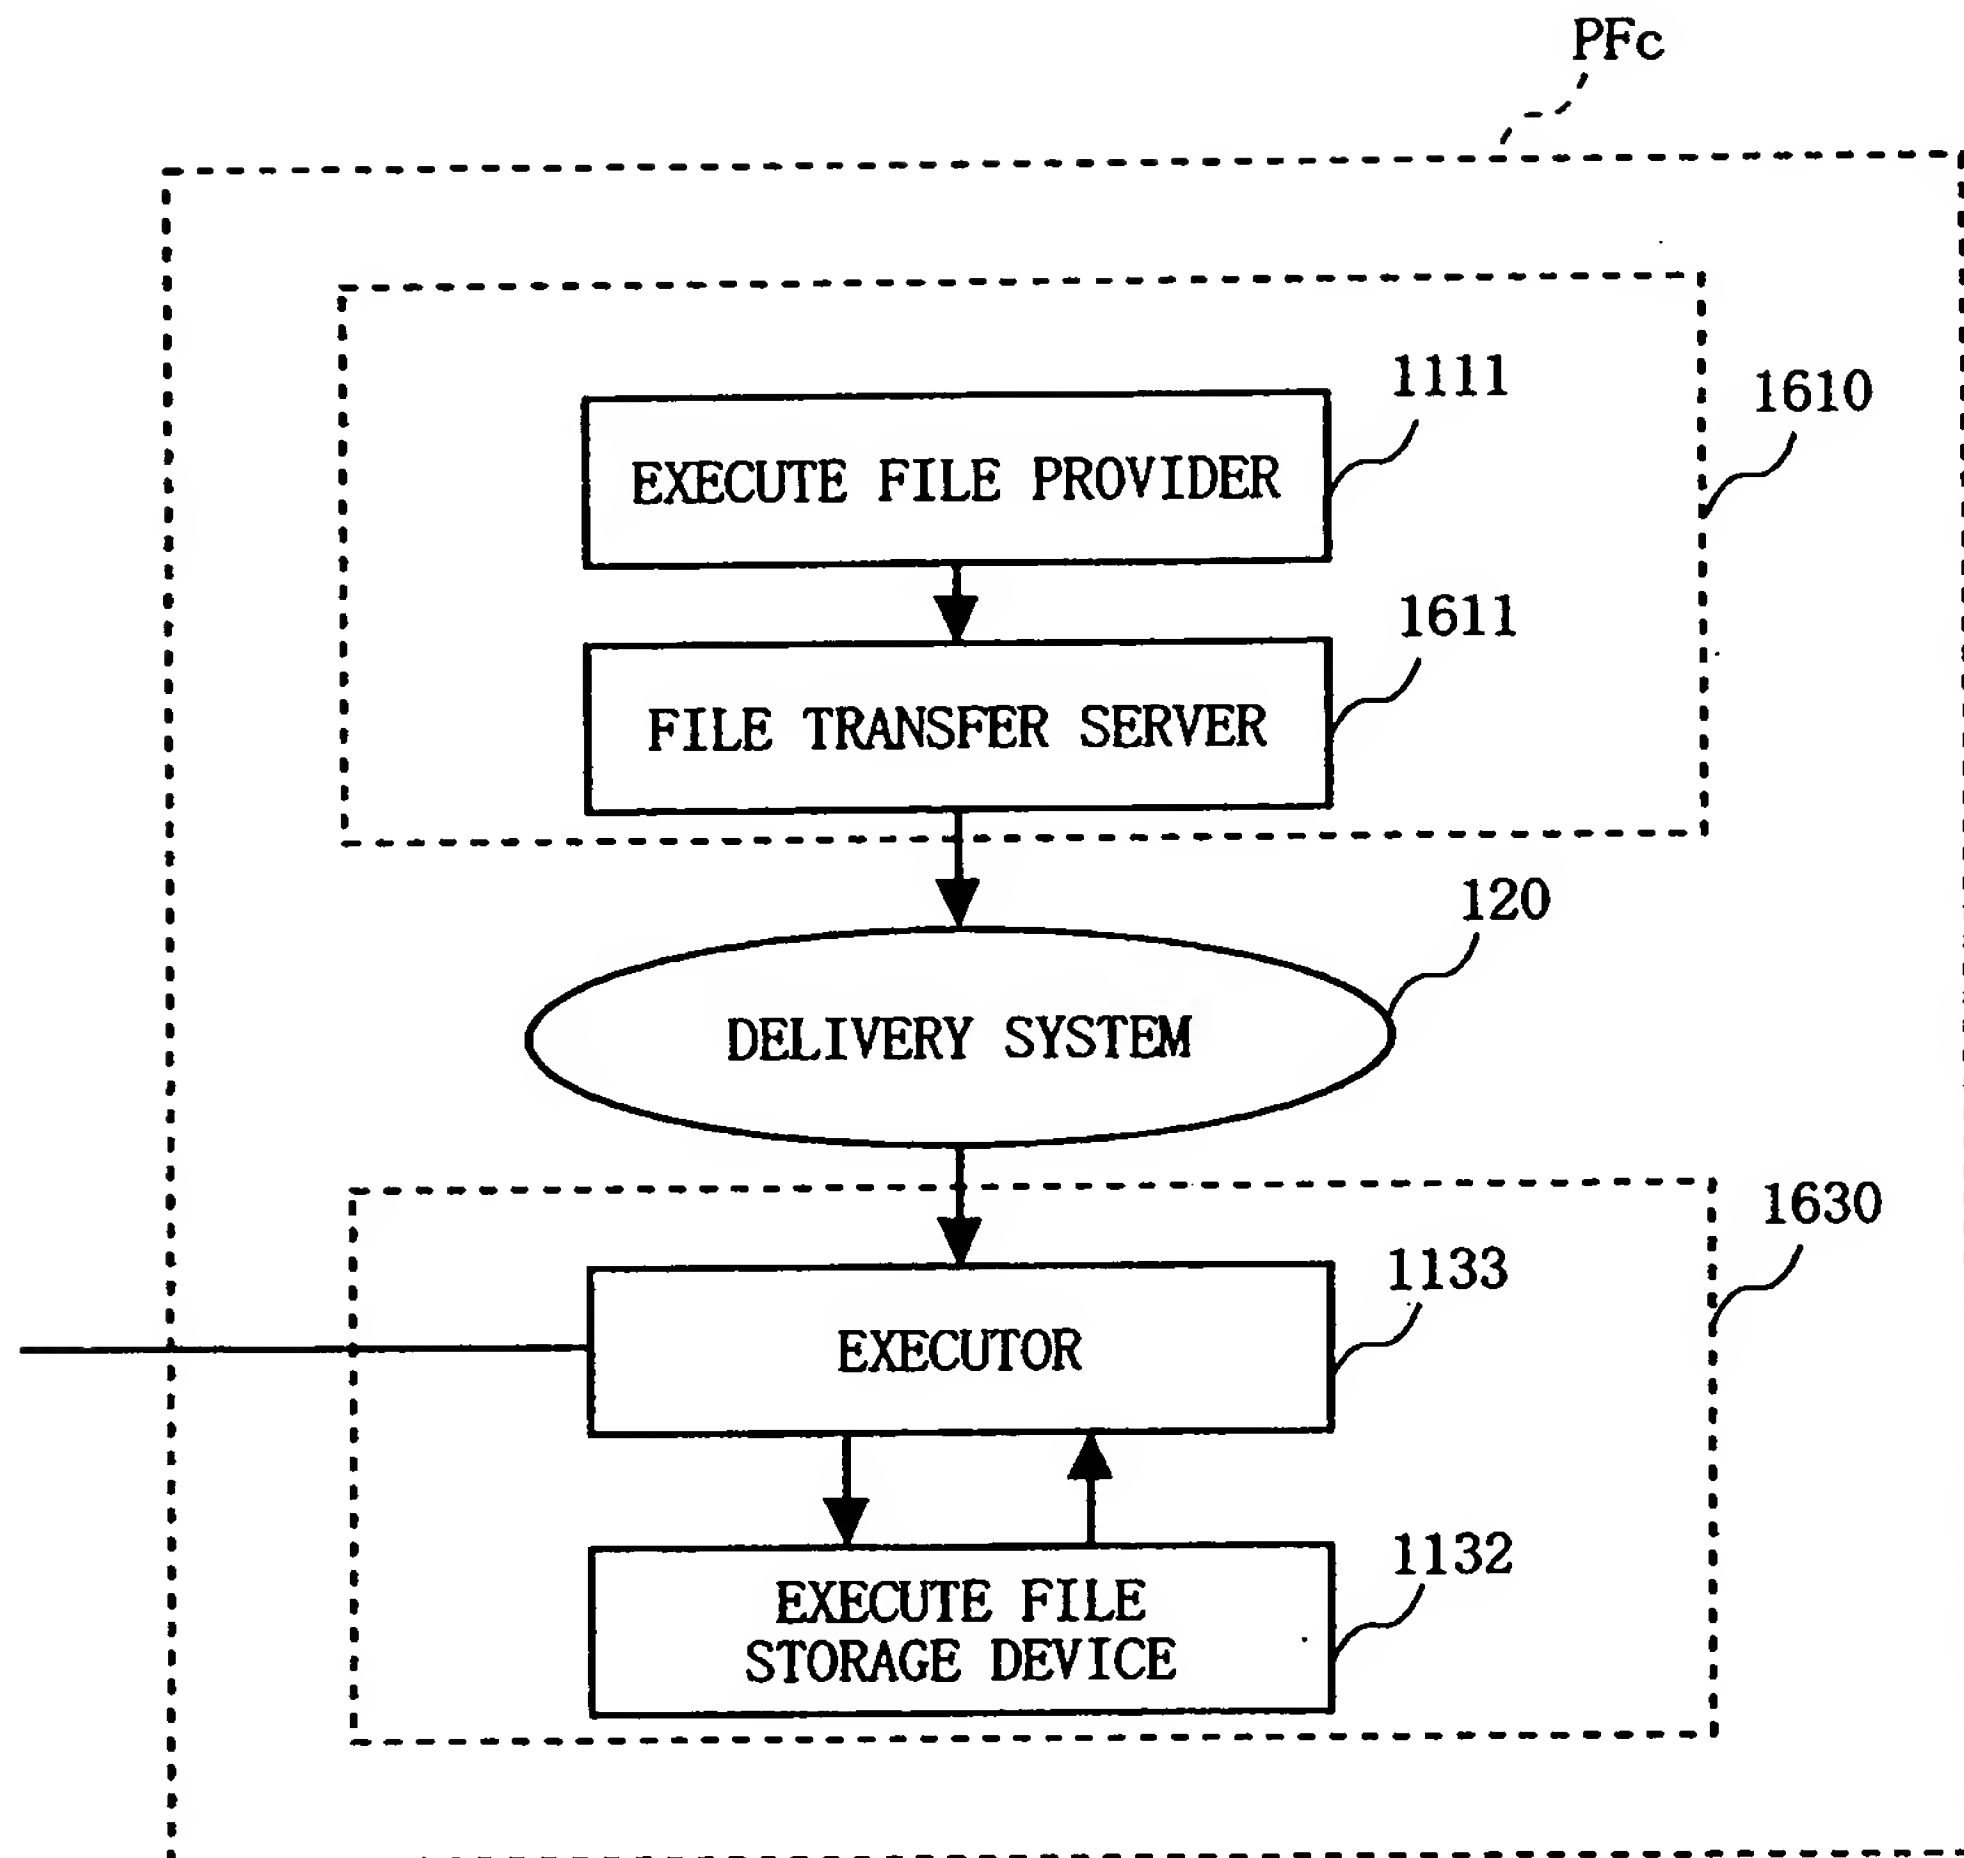 PFc
1111
1610
EXECUTE FILE PROVIDER
1611
FILE TRANSFER SERVER
120
DELIVERY SYSTEM
1630
1133
EXECUTOR
1132
EXECUTE FILE
STORAGE DEVICE